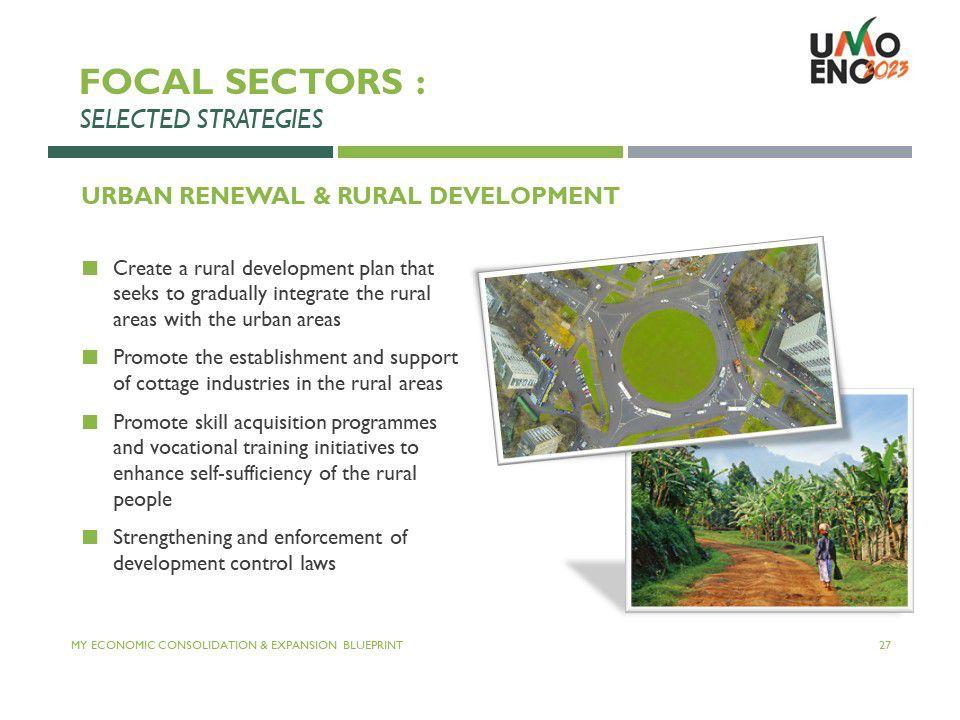 UMO
ENO 2023
FOCAL SECTORS :
SELECTED STRATEGIES
URBAN RENEWAL & RURAL DEVELOPMENT
Create a rural development plan that
seeks to gradually integrate the rural
areas with the urban areas
Promote the establishment and support
of cottage industries in the rural areas
Promote skill acquisition programmes
and vocational training initiatives to
enhance self-sufficiency of the rural
people
Strengthening and enforcement of
development control laws
MY ECONOMIC CONSOLIDATION & EXPANSION BLUEPRINT 27